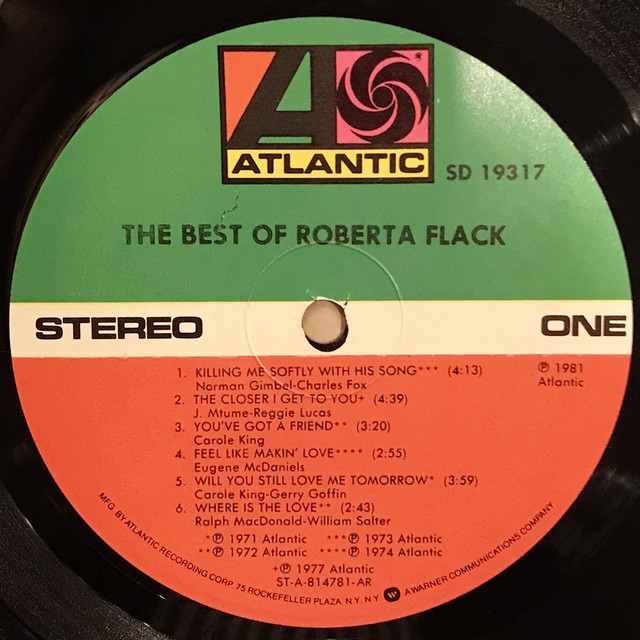 ATLANTIC
SD 19317
THE BEST OF ROBERTA FLACK
STEREO
ONE
1. KILLING ME SOFTLY WITH HIS SONG*** (4:13)
Norman Gimbel-Charles Fox
2. THE CLOSER I GET TO YOU+ (4:39)
J. Mtume-Reggie Lucas
3. YOU'VE GOT A FRIEND** (3:20)
Carole King
4. FEEL LIKE MAKIN' LOVE**** (2:55)
Eugene McDaniels
5. WILL YOU STILL LOVE ME TOMORROW* (3:59)
Carole King-Gerry Goffin
6. WHERE IS THE LOVE** (2:43)
Ralph MacDonald-William Salter
℗ 1981
Atlantic
*℗ 1971 Atlantic ***℗ 1973 Atlantic
**℗ 1972 Atlantic ****℗ 1974 Atlantic
+℗ 1977 Atlantic
ST-A-814781-AR
MFG. BY ATLANTIC RECORDING CORP. 75 ROCKEFELLER PLAZA, N.Y. N.Y. A WARNER COMMUNICATIONS COMPANY